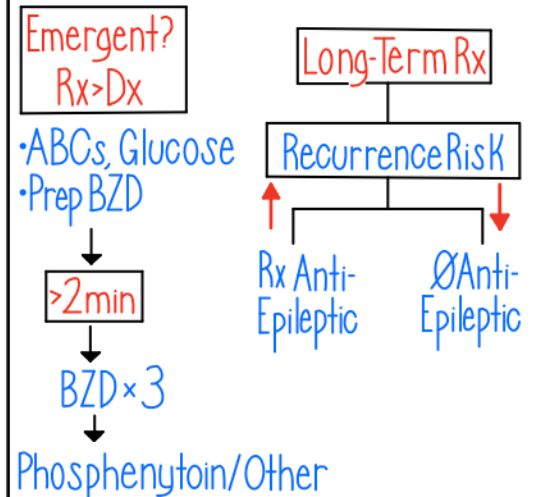 Emergent?
Rx>Dx
•ABCs, Glucose
•Prep BZD
>2min
BZD×3
Phosphenytoin/Other
Long-Term Rx
Recurrence Risk
Rx Anti-
Epileptic
ØAnti-
Epileptic